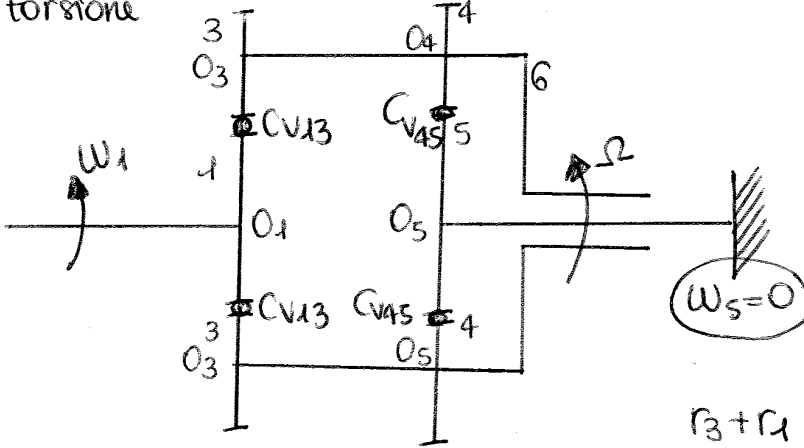 torsione
3
4
O3
O4
6
CV13
CV45
5
ω1
1
Ω
O1
O5
CV13
CV45
4
ω5=0
3
O3
O5
r3+r1